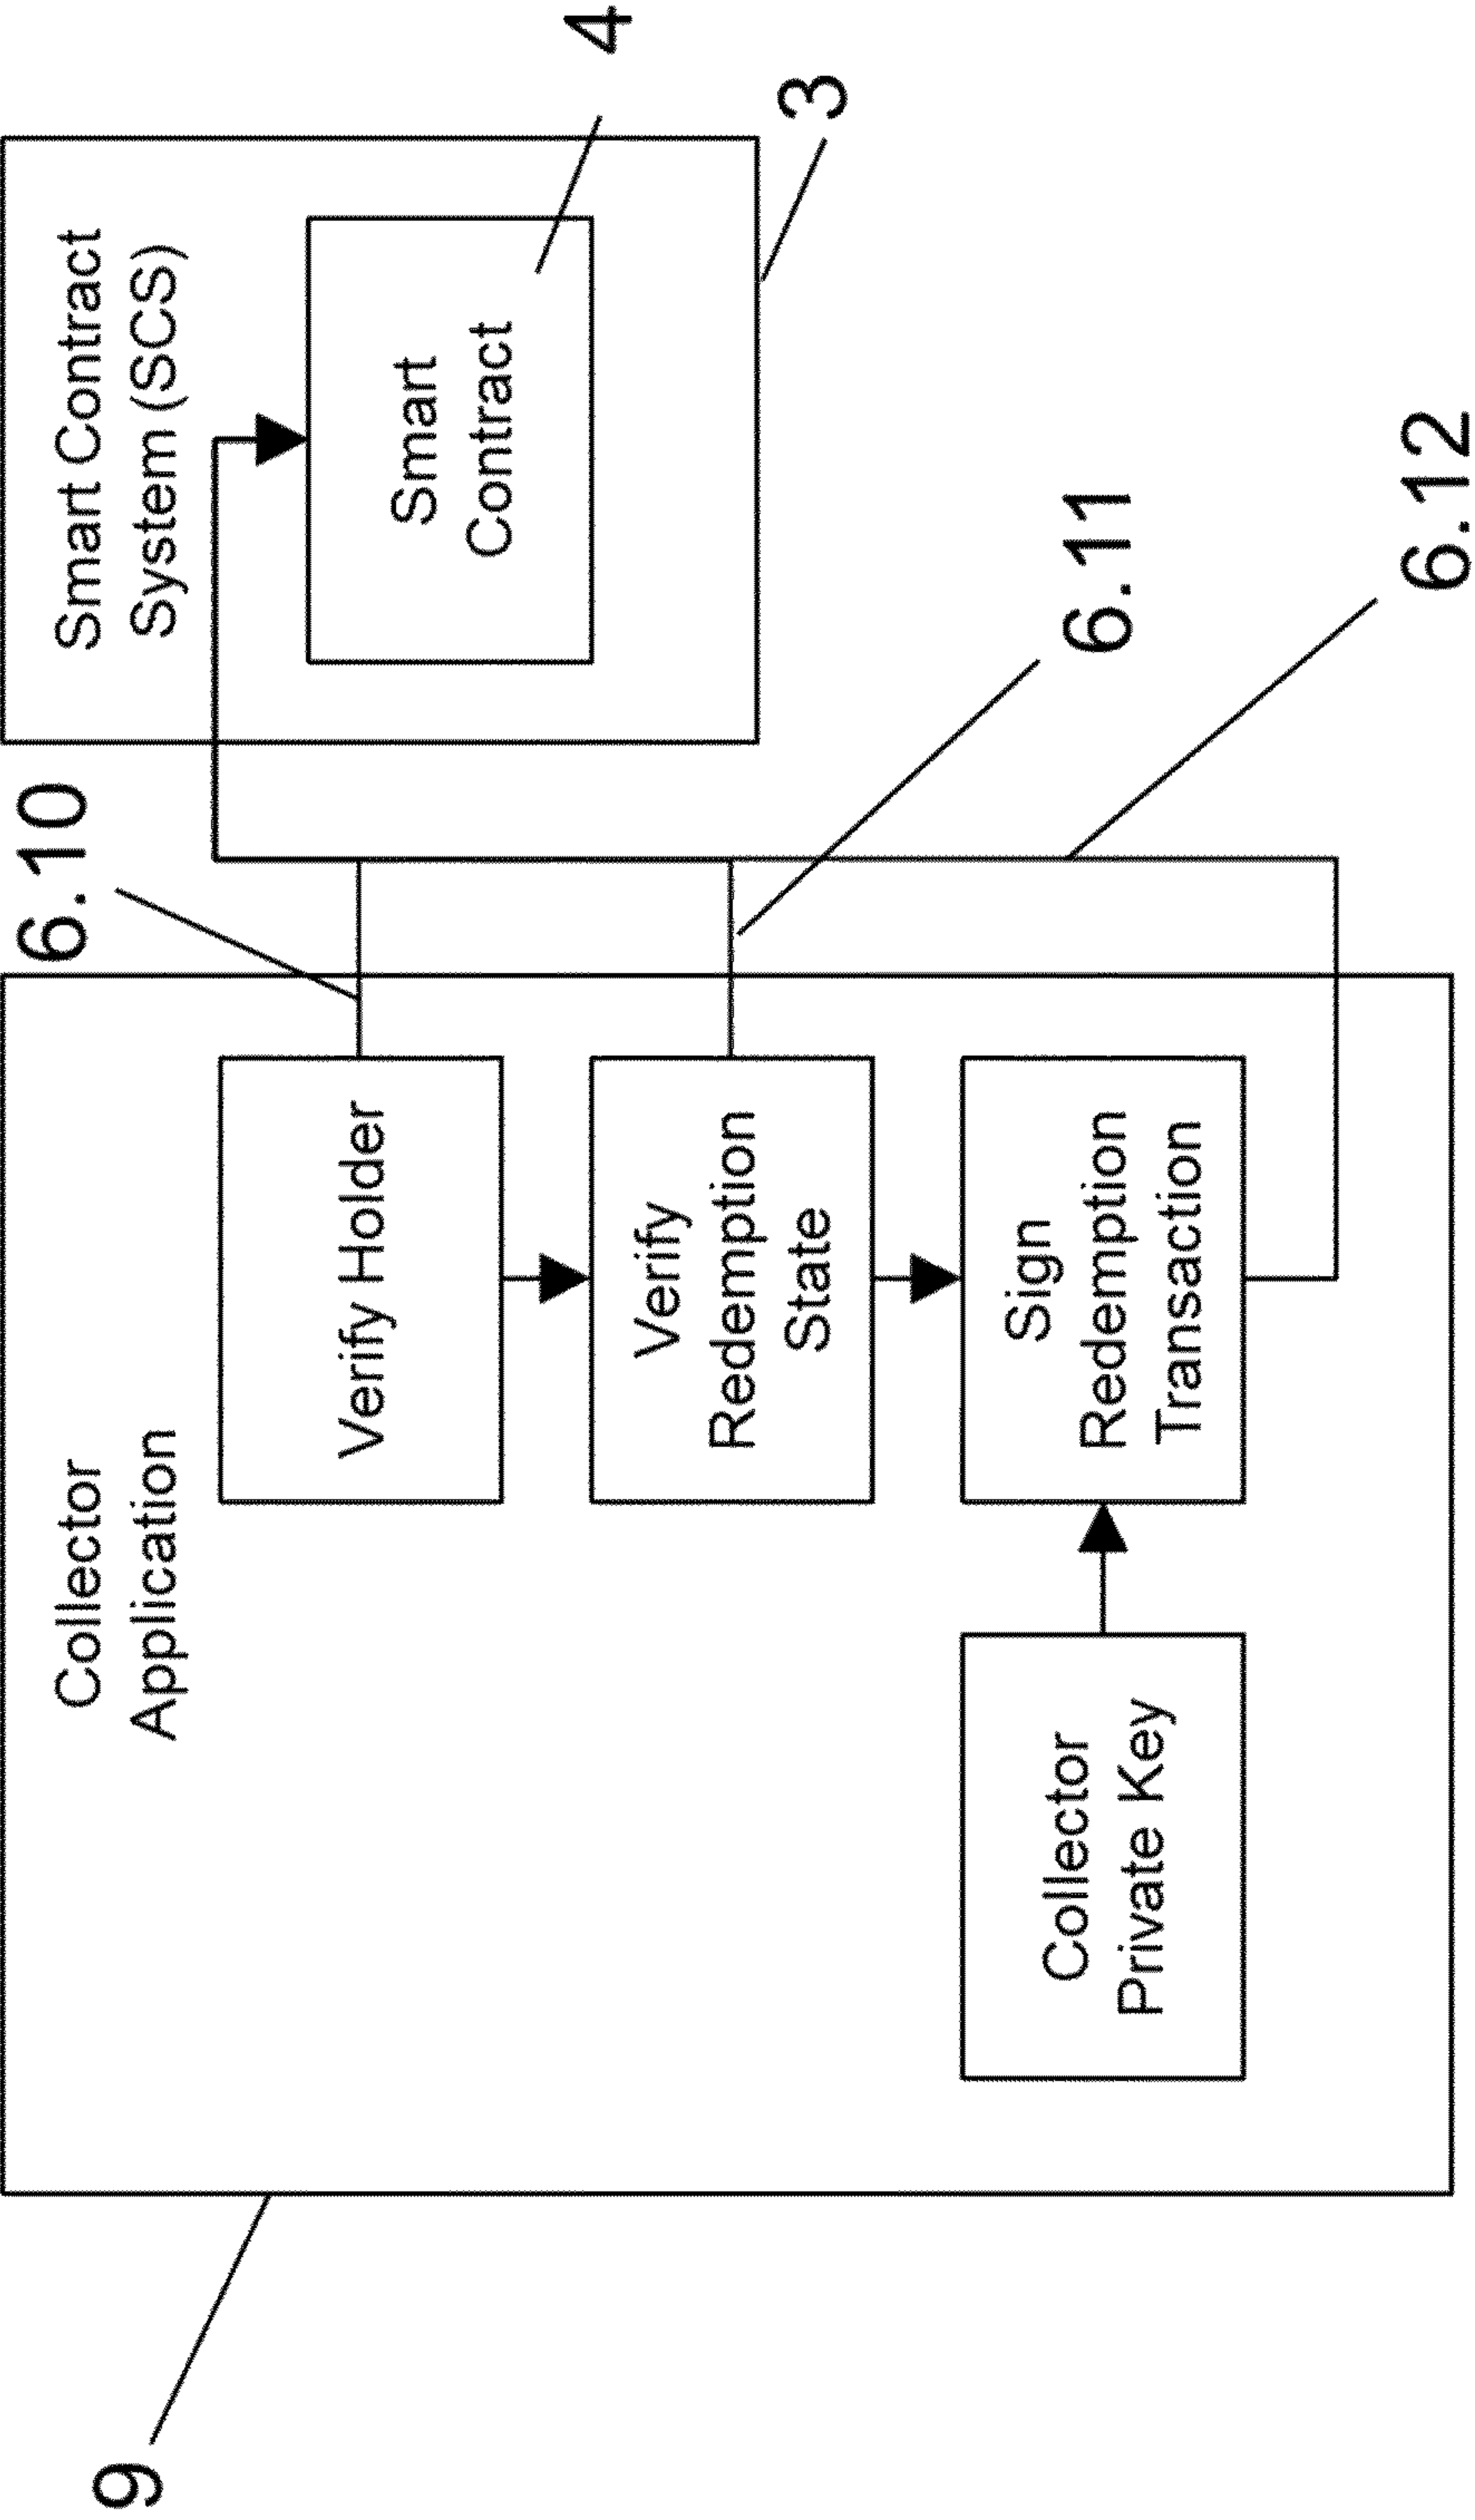 9
Collector
Application
6.10
Smart Contract
System (SCS)
Verify Holder
Smart
Contract
4
3
Verify
Redemption
State
6.11
Collector
Private Key
Sign
Redemption
Transaction
6.12